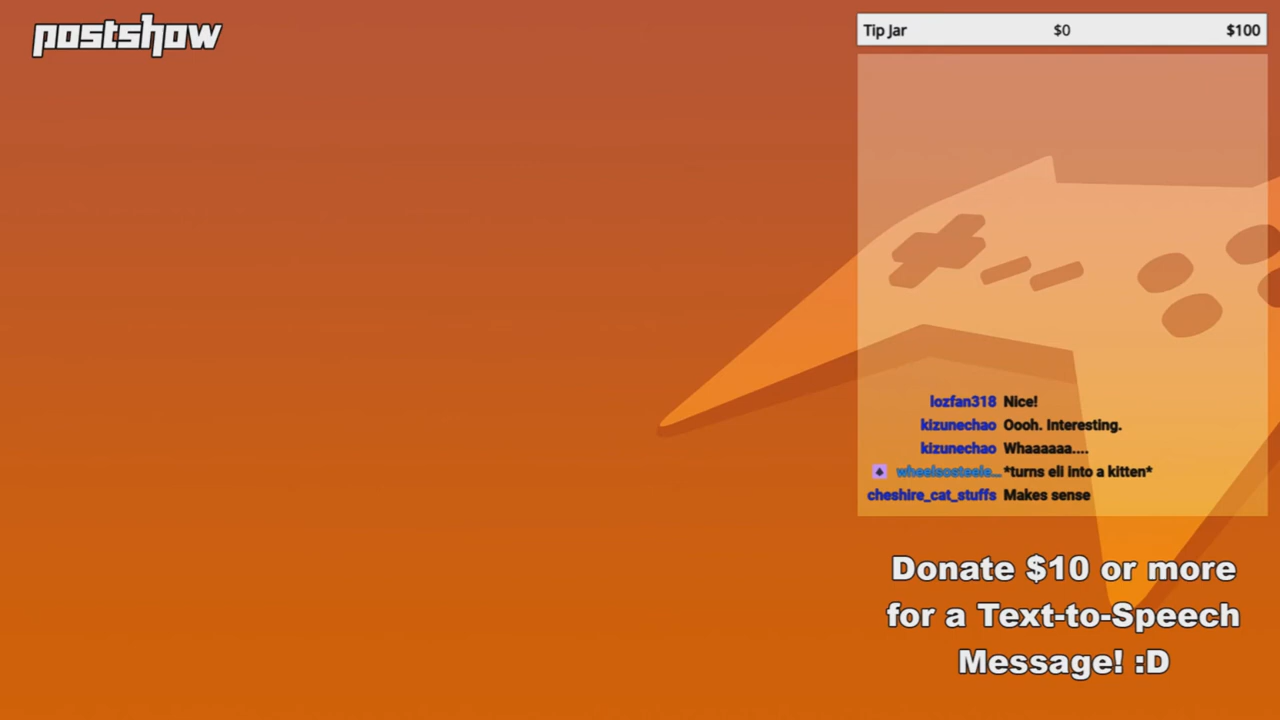 postshow
Tip Jar $0 $100
lozfan318 Nice!
kizunechao Oooh. Interesting.
kizunechao Whaaaaaa....
wheelsosteele... *turns eli into a kitten*
cheshire_cat_stuffs Makes sense
Donate $10 or more
for a Text-to-Speech
Message! :D